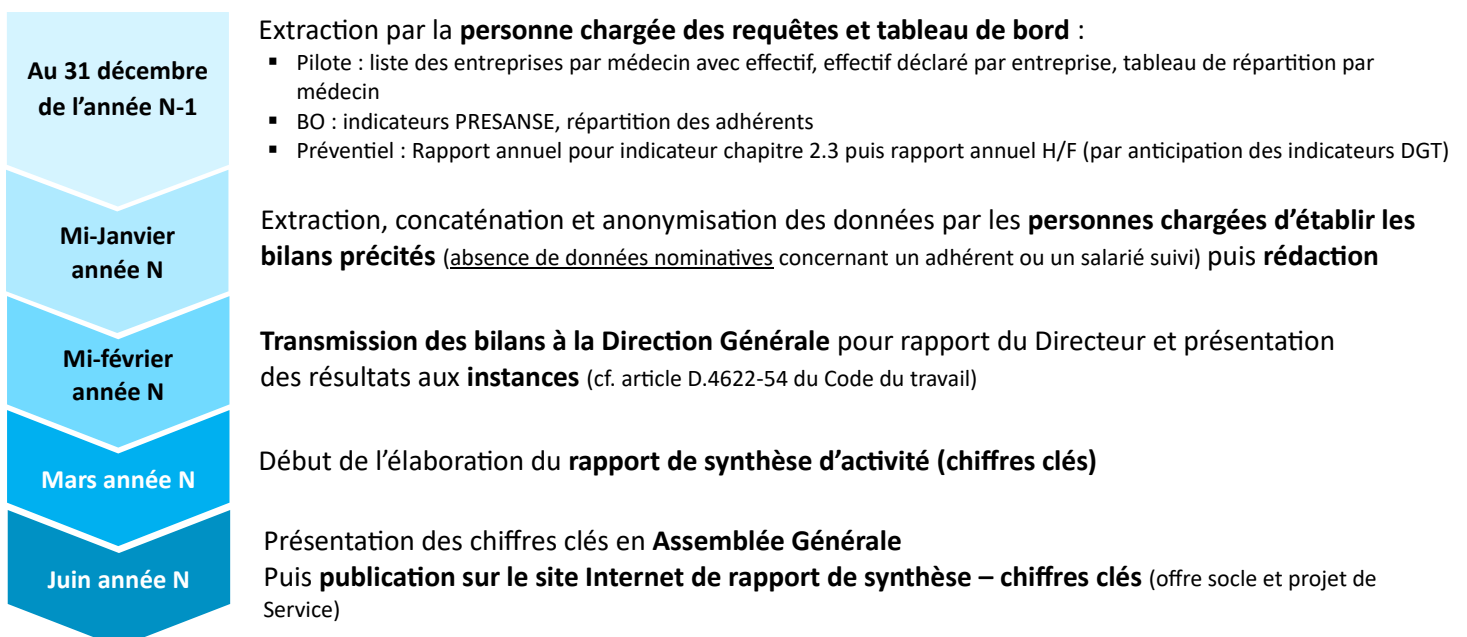 Au 31 décembre
de l’année N-1
Extraction par la personne chargée des requêtes et tableau de bord :
▪ Pilote : liste des entreprises par médecin avec effectif, effectif déclaré par entreprise, tableau de répartition par
médecin
▪ BO : indicateurs PRESANSE, répartition des adhérents
▪ Préventiel : Rapport annuel pour indicateur chapitre 2.3 puis rapport annuel H/F (par anticipation des indicateurs DGT)
Mi-Janvier
année N
Extraction, concaténation et anonymisation des données par les personnes chargées d’établir les
bilans précités (absence de données nominatives concernant un adhérent ou un salarié suivi) puis rédaction
Mi-février
année N
Transmission des bilans à la Direction Générale pour rapport du Directeur et présentation
des résultats aux instances (cf. article D.4622-54 du Code du travail)
Mars année N
Début de l’élaboration du rapport de synthèse d’activité (chiffres clés)
Juin année N
Présentation des chiffres clés en Assemblée Générale
Puis publication sur le site Internet de rapport de synthèse – chiffres clés (offre socle et projet de
Service)